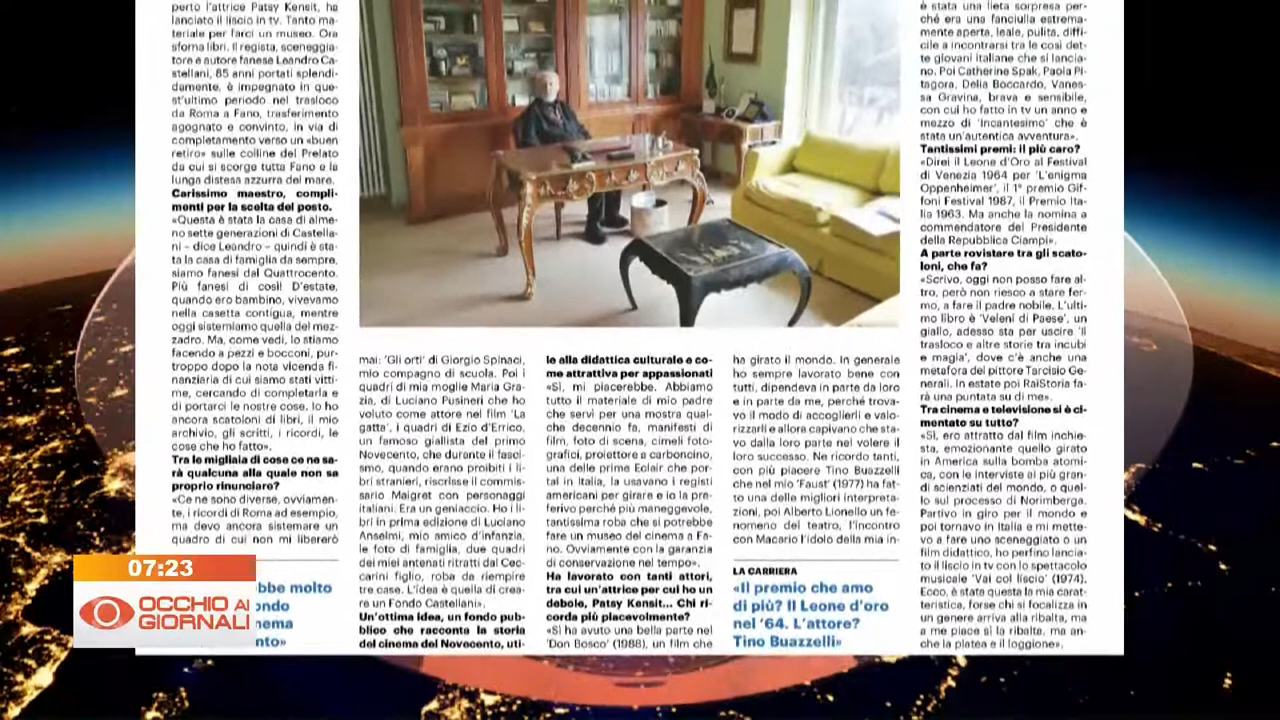 perto l'attrice Patsy Kensit, ha
lanciato il liscio in tv. Tanto ma-
teriale per farci un museo. Ora
sforna libri. Il regista, sceneggia-
tore e autore fanese Leandro Ca-
stellani, 85 anni portati splendi-
damente, è impegnato in que-
st'ultimo periodo nel trasloco
da Roma a Fano, trasferimento
agognato e convinto, in via di
completamento verso un «buen
retiro» sulle colline del Prelato
da cui si scorge tutta Fano e la
lunga distesa azzurra del mare.
Carissimo maestro, compli-
menti per la scelta del posto.
«Questa è stata la casa di alme-
no sette generazioni di Castella-
ni – dice Leandro – quindi è sta-
ta la casa di famiglia da sempre,
siamo fanesi dal Quattrocento.
Più fanesi di così! D'estate,
quando ero bambino, vivevamo
nella casetta contigua, mentre
oggi sistemiamo quella del mez-
zadro. Ma, come vedi, lo stiamo
facendo a pezzi e bocconi, pur-
troppo dopo la nota vicenda fi-
nanziaria di cui siamo stati vitti-
me, cercando di completarla e
di portarci le nostre cose. Io ho
ancora scatoloni di libri, il mio
archivio, gli scritti, i ricordi, le
cose che ho fatto».
Tra le migliaia di cose ce ne sa-
rà qualcuna alla quale non sa
proprio rinunciare?
«Ce ne sono diverse, ovviamen-
te, i ricordi di Roma ad esempio,
ma devo ancora sistemare un
quadro di cui non mi libererò
mai: 'Gli orti' di Giorgio Spinaci,
mio compagno di scuola. Poi i
quadri di mia moglie Maria Gra-
zia, di Luciano Pusineri che ho
voluto come attore nel film 'La
gatta', i quadri di Ezio d'Errico,
un famoso giallista del primo
Novecento, che durante il fasci-
smo, quando erano proibiti i li-
bri stranieri, riscrisse il commis-
sario Maigret con personaggi
italiani. Era un geniaccio. Ho i li-
bri in prima edizione di Luciano
Anselmi, mio amico d'infanzia,
le foto di famiglia, due quadri
dei miei antenati ritratti dal Cec-
carini figlio, roba da riempire
tre case. L'idea è quella di crea-
re un Fondo Castellani».
Un'ottima idea, un fondo pub-
blico che racconta la storia
del cinema del Novecento, uti-
le alla didattica culturale e co-
me attrattiva per appassionati
«Sì, mi piacerebbe. Abbiamo
tutto il materiale di mio padre
che servì per una mostra qual-
che decennio fa, manifesti di
film, foto di scena, cimeli foto-
grafici, proiettore a carboncino,
una delle prime Eclair che por-
tai in Italia, la usavano i registi
americani per girare e io la pre-
ferivo perché più maneggevole,
tantissima roba che si potrebbe
fare un museo del cinema a Fa-
no. Ovviamente con la garanzia
di conservazione nel tempo».
Ha lavorato con tanti attori,
tra cui un'attrice per cui ho un
debole, Patsy Kensit... Chi ri-
corda più piacevolmente?
«Sì ha avuto una bella parte nel
'Don Bosco' (1988), un film che
ha girato il mondo. In generale
ho sempre lavorato bene con
tutti, dipendeva in parte da loro
e in parte da me, perché trova-
vo il modo di accoglierli e valo-
rizzarli e allora capivano che sta-
vo dalla loro parte nel volere il
loro successo. Ne ricordo tanti,
con più piacere Tino Buazzelli
che nel mio 'Faust' (1977) ha fat-
to una delle migliori interpreta-
zioni, poi Alberto Lionello un fe-
nomeno del teatro, l'incontro
con Macario l'idolo della mia in-
è stata una lieta sorpresa per-
ché era una fanciulla estrema-
mente aperta, leale, pulita, diffi-
cile a incontrarsi tra le così det-
te giovani italiane che si lancia-
no. Poi Catherine Spak, Paola Pi-
tagora, Delia Boccardo, Vanes-
sa Gravina, brava e sensibile,
con cui ho fatto in tv un anno e
mezzo di 'Incantesimo' che è
stata un'autentica avventura».
Tantissimi premi: il più caro?
«Direi il Leone d'Oro al Festival
di Venezia 1964 per 'L'enigma
Oppenheimer', il 1° premio Gif-
foni Festival 1987, il Premio Ita-
lia 1963. Ma anche la nomina a
commendatore del Presidente
della Repubblica Ciampi».
A parte rovistare tra gli scato-
loni, che fa?
«Scrivo, oggi non posso fare al-
tro, però non riesco a stare fer-
mo, a fare il padre nobile. L'ulti-
mo libro è 'Veleni di Paese', un
giallo, adesso sta per uscire 'Il
trasloco e altre storie tra incubi
e magia', dove c'è anche una
metafora del pittore Tarcisio Ge-
nerali. In estate poi RaiStoria fa-
rà una puntata su di me».
Tra cinema e televisione si è ci-
mentato su tutto?
«Sì, ero attratto dal film inchie-
sta, emozionante quello girato
in America sulla bomba atomi-
ca, con le interviste ai più gran-
di scienziati del mondo, o quel-
lo sul processo di Norimberga.
Partivo in giro per il mondo e
poi tornavo in Italia e mi mette-
vo a fare uno sceneggiato o un
film didattico, ho perfino lancia-
to il liscio in tv con lo spettacolo
musicale 'Vai col liscio' (1974).
Ecco, è stata questa la mia carat-
teristica, forse chi si focalizza in
un genere arriva alla ribalta, ma
a me piace sì la ribalta, ma an-
che la platea e il loggione».
LA CARRIERA
«Il premio che amo
di più? Il Leone d'oro
nel '64. L'attore?
Tino Buazzelli»
bbe molto
ondo
nema
nto»
07:23
OCCHIO AI
GIORNALI